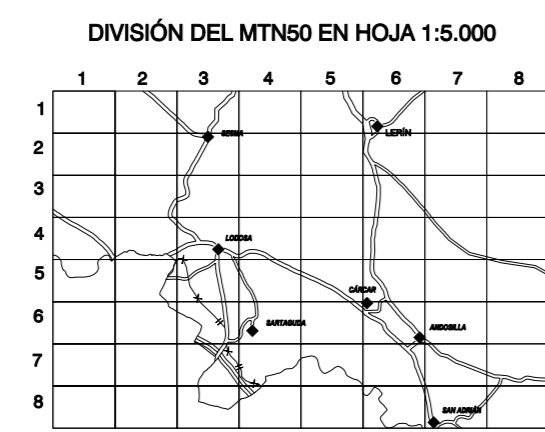 DIVISIÓN DEL MTN50 EN HOJA 1:5.000
1 2 3 4 5 6 7 8
1
LERÍN
SESMA
2
3
4
LODOSA
5
CÁRCAR
6
SARTAGUDA
ANDOSILLA
7
8
SAN ADRIÁN